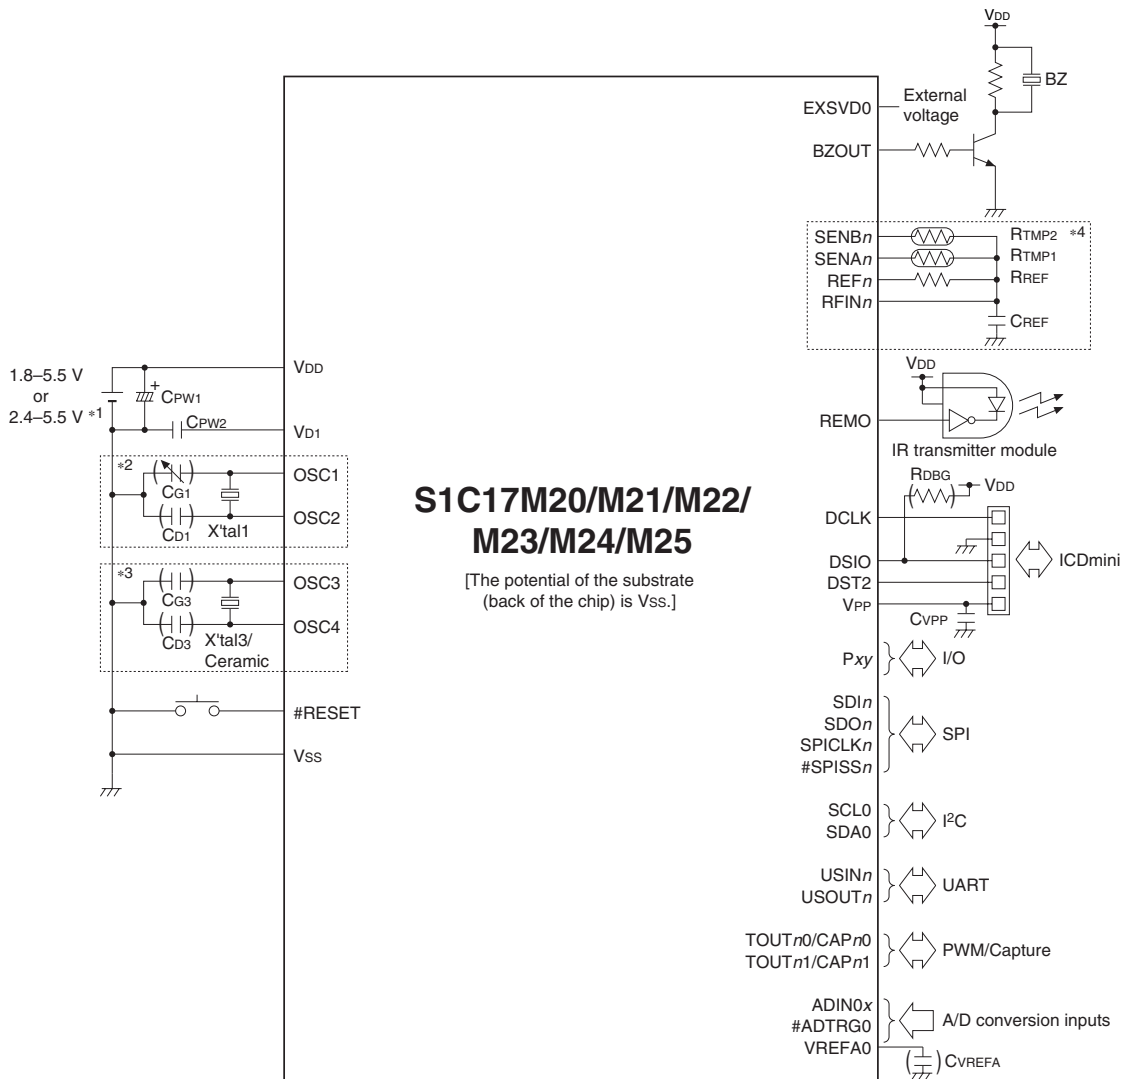 VDD
BZ
EXSVD0
External
voltage
BZOUT
SENBn
RTMP2 *4
SENAn
RTMP1
REFn
RREF
RFINn
CREF
1.8–5.5 V
or
2.4–5.5 V *1
+
CPW1
VDD
CPW2
VD1
VDD
REMO
IR transmitter module
*2
CG1
OSC1
CD1
X'tal1
OSC2
S1C17M20/M21/M22/
M23/M24/M25
[The potential of the substrate
(back of the chip) is VSS.]
RDBG
VDD
DCLK
DSIO
ICDmini
DST2
VPP
CVPP
*3
CG3
OSC3
CD3
X'tal3/
Ceramic
OSC4
#RESET
VSS
Pxy
I/O
SDIn
SDOn
SPICLKn
#SPISSn
SPI
SCL0
SDA0
I²C
USINn
USOUTn
UART
TOUTn0/CAPn0
TOUTn1/CAPn1
PWM/Capture
ADIN0x
#ADTRG0
A/D conversion inputs
VREFA0
CVREFA